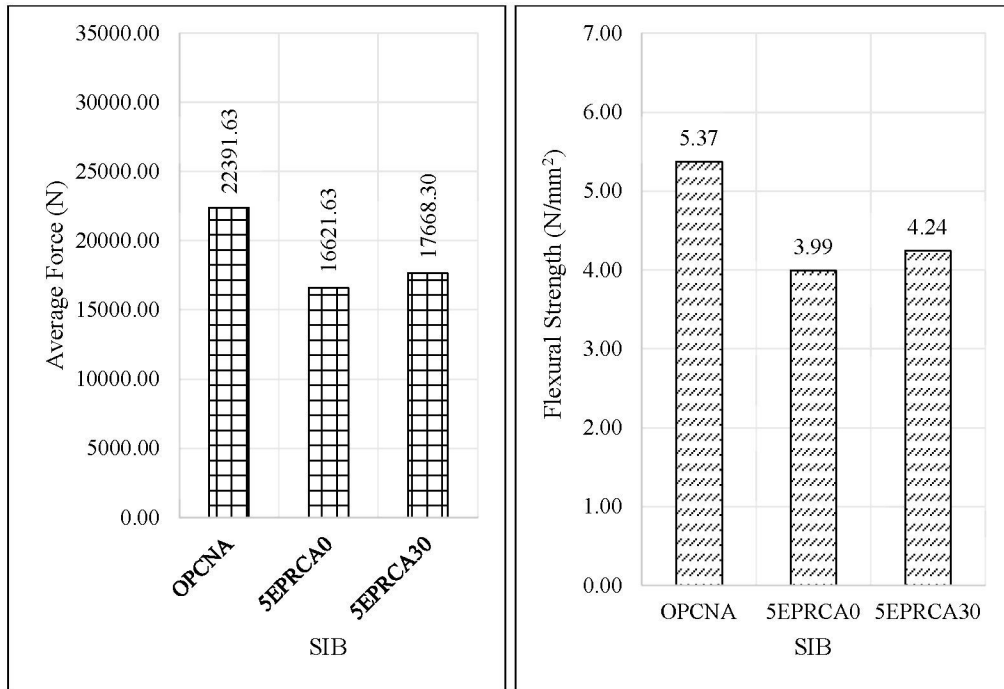 35000.00
30000.00
25000.00
20000.00
15000.00
10000.00
5000.00
0.00
Average Force (N)
22391.63
16621.63
17668.30
OPCNA
5EPRCA0
5EPRCA30
SIB
7.00
6.00
5.00
4.00
3.00
2.00
1.00
0.00
Flexural Strength (N/mm²)
5.37
3.99
4.24
OPCNA 5EPRCA0 5EPRCA30
SIB